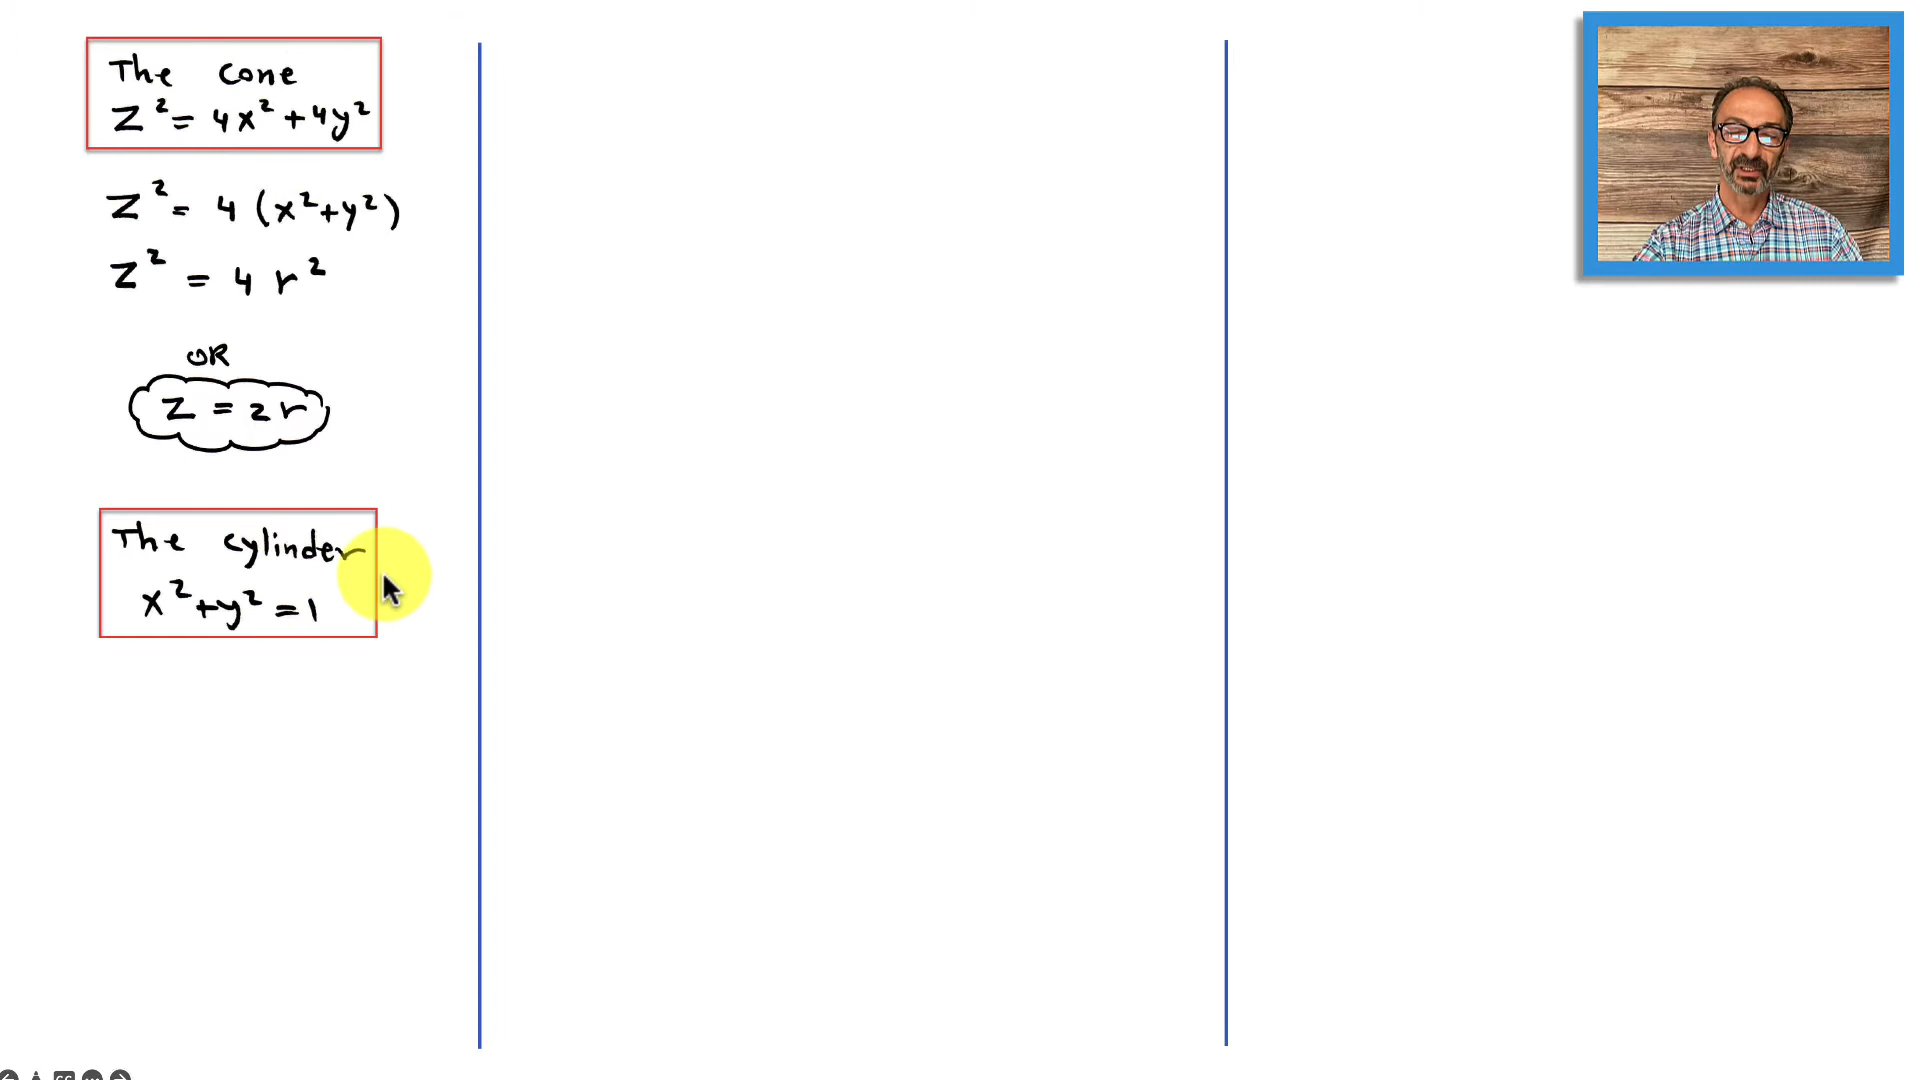 The cone
Z² = 4x² + 4y²
Z² = 4 (x² + y²)
Z² = 4 r²
OR
Z = 2r
The cylinder
x² + y² = 1